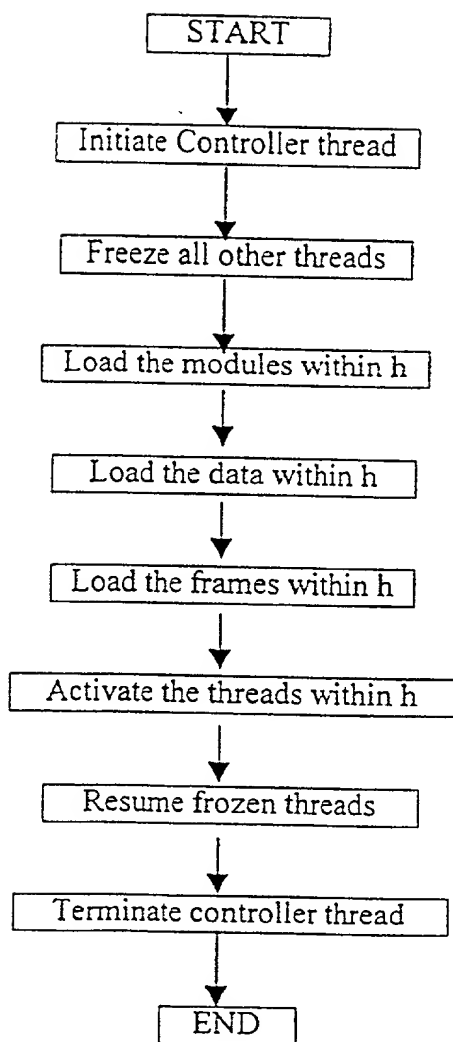 START
Initiate Controller thread
Freeze all other threads
Load the modules within h
Load the data within h
Load the frames within h
Activate the threads within h
Resume frozen threads
Terminate controller thread
END